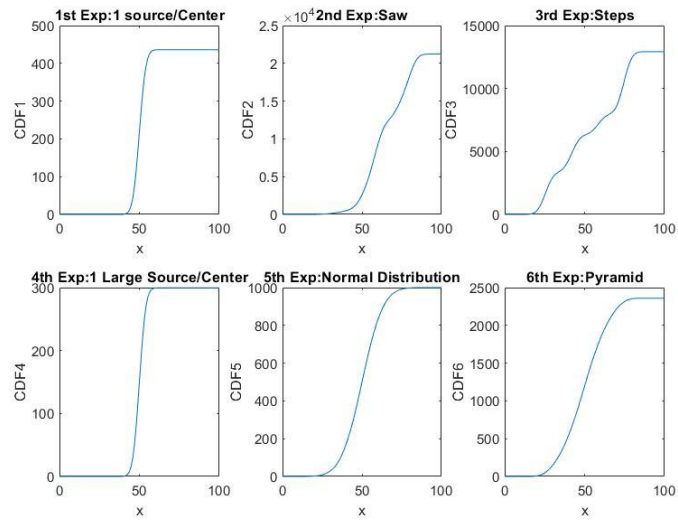 1st Exp:1 source/Center
500
400
300
200
100
0
CDF1
0 50 100
x
×10^4 2nd Exp:Saw
2.5
2
1.5
1
0.5
0
CDF2
0 50 100
x
3rd Exp:Steps
15000
10000
5000
0
CDF3
0 50 100
x
4th Exp:1 Large Source/Center
300
200
100
0
CDF4
0 50 100
x
5th Exp:Normal Distribution
1000
800
600
400
200
0
CDF5
0 50 100
x
6th Exp:Pyramid
2500
2000
1500
1000
500
0
CDF6
0 50 100
x